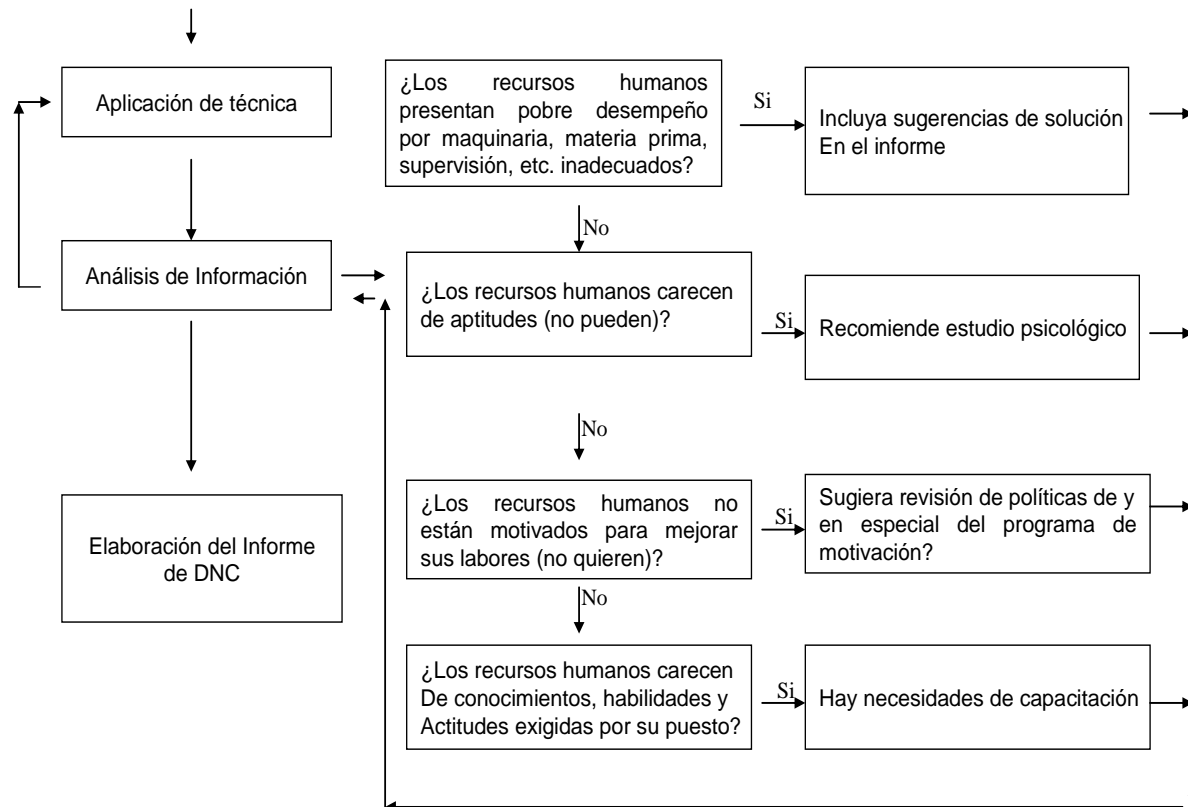 Aplicación de técnica
Análisis de Información
Elaboración del Informe
de DNC
¿Los recursos humanos
presentan pobre desempeño
por maquinaria, materia prima,
supervisión, etc. inadecuados?
Si
Incluya sugerencias de solución
En el informe
No
¿Los recursos humanos carecen
de aptitudes (no pueden)?
Si
Recomiende estudio psicológico
No
¿Los recursos humanos no
están motivados para mejorar
sus labores (no quieren)?
Si
Sugiera revisión de políticas de y
en especial del programa de
motivación?
No
¿Los recursos humanos carecen
De conocimientos, habilidades y
Actitudes exigidas por su puesto?
Si
Hay necesidades de capacitación